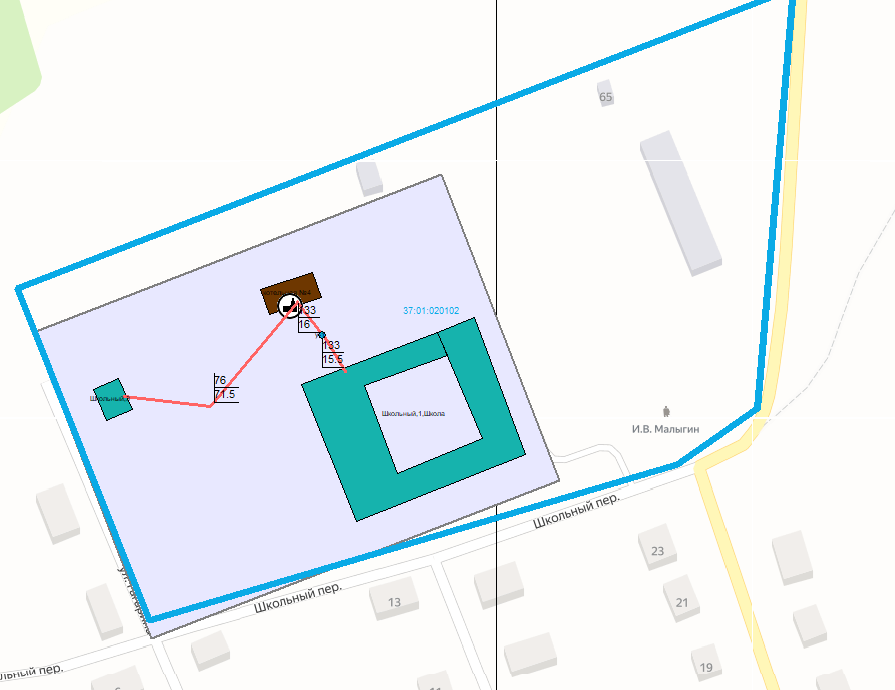 65
37:01:020102
133
16
133
15.5
76
71.5
Школьный,1,Школа
И.В. Малыгин
Школьный пер.
23
Школьный пер.
13
21
19
льный пер.